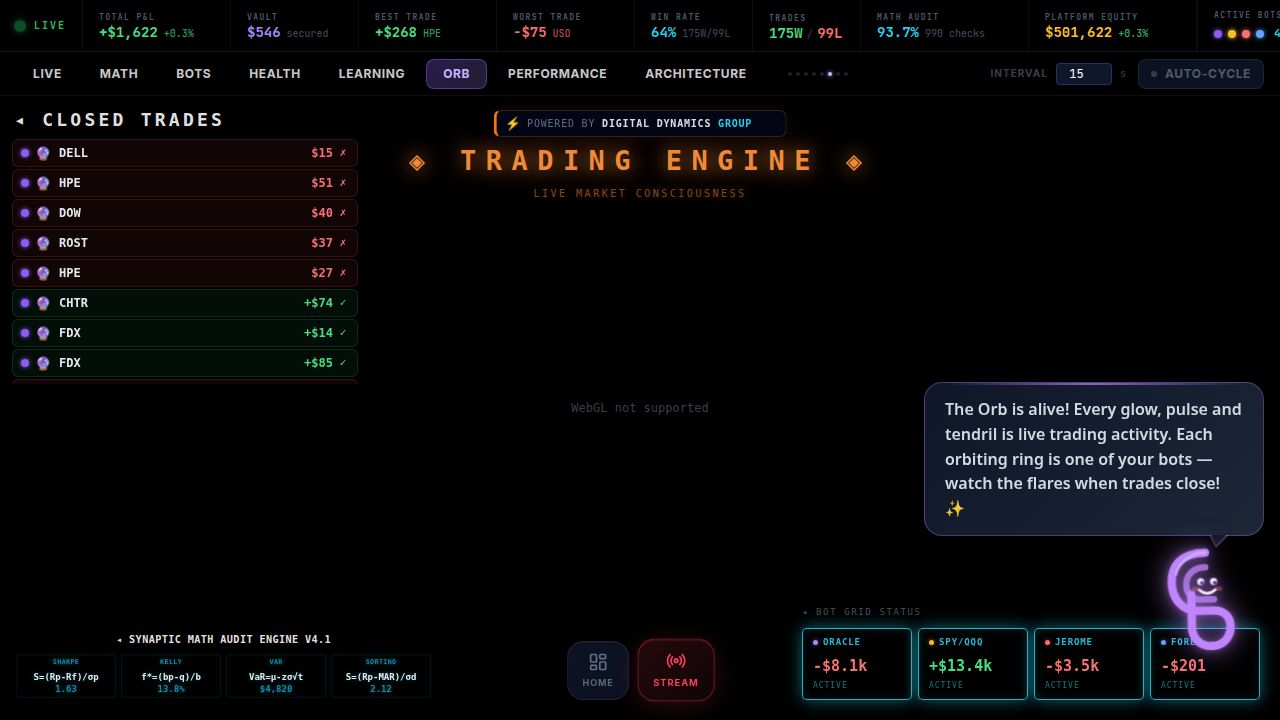 LIVE
TOTAL P&L
+$1,622 +0.3%
VAULT
$546 secured
BEST TRADE
+$268 HPE
WORST TRADE
-$75 USO
WIN RATE
64% 175W/99L
TRADES
175W / 99L
MATH AUDIT
93.7% 990 checks
PLATFORM EQUITY
$501,622 +0.3%
ACTIVE BOTS
LIVE MATH BOTS HEALTH LEARNING ORB PERFORMANCE ARCHITECTURE
INTERVAL 15 s AUTO-CYCLE
◂ CLOSED TRADES
DELL $15 ✗
HPE $51 ✗
DOW $40 ✗
ROST $37 ✗
HPE $27 ✗
CHTR +$74 ✓
FDX +$14 ✓
FDX +$85 ✓
⚡ POWERED BY DIGITAL DYNAMICS GROUP
◈ TRADING ENGINE ◈
LIVE MARKET CONSCIOUSNESS
WebGL not supported
The Orb is alive! Every glow, pulse and
tendril is live trading activity. Each
orbiting ring is one of your bots —
watch the flares when trades close!
✨
◂ SYNAPTIC MATH AUDIT ENGINE V4.1
SHARPE
S=(Rp-Rf)/σp
1.63
KELLY
f*=(bp-q)/b
13.8%
VAR
VaR=μ-zσ√t
$4,820
SORTINO
S=(Rp-MAR)/σd
2.12
HOME
STREAM
◂ BOT GRID STATUS
ORACLE
-$8.1k
ACTIVE
SPY/QQQ
+$13.4k
ACTIVE
JEROME
-$3.5k
ACTIVE
-$201
ACTIVE